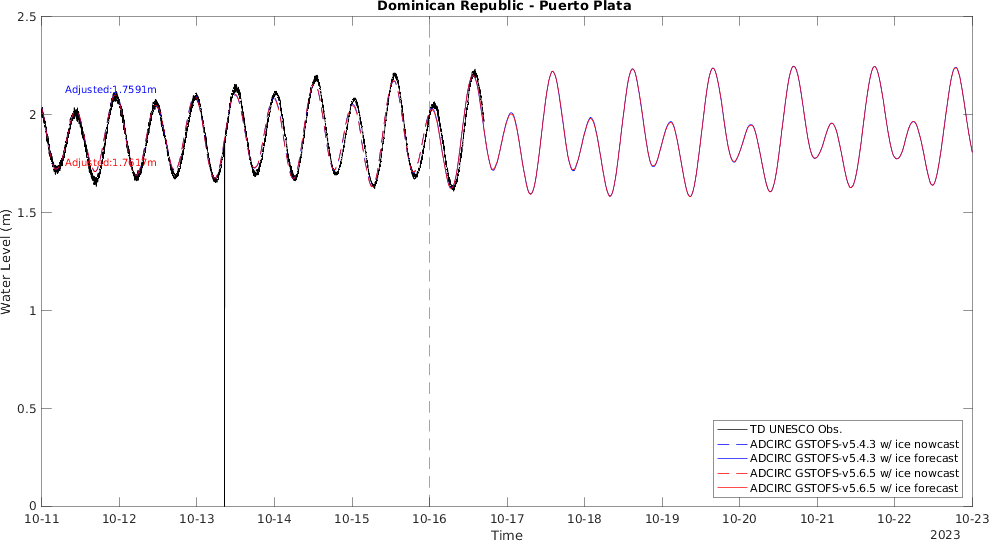 Dominican Republic - Puerto Plata
2.5
2
1.5
1
0.5
0
Water Level (m)
Adjusted:1.7591m
Adjusted:1.7617m
TD UNESCO Obs.
ADCIRC GSTOFS-v5.4.3 w/ ice nowcast
ADCIRC GSTOFS-v5.4.3 w/ ice forecast
ADCIRC GSTOFS-v5.6.5 w/ ice nowcast
ADCIRC GSTOFS-v5.6.5 w/ ice forecast
10-11 10-12 10-13 10-14 10-15 10-16 10-17 10-18 10-19 10-20 10-21 10-22 10-23
Time
2023